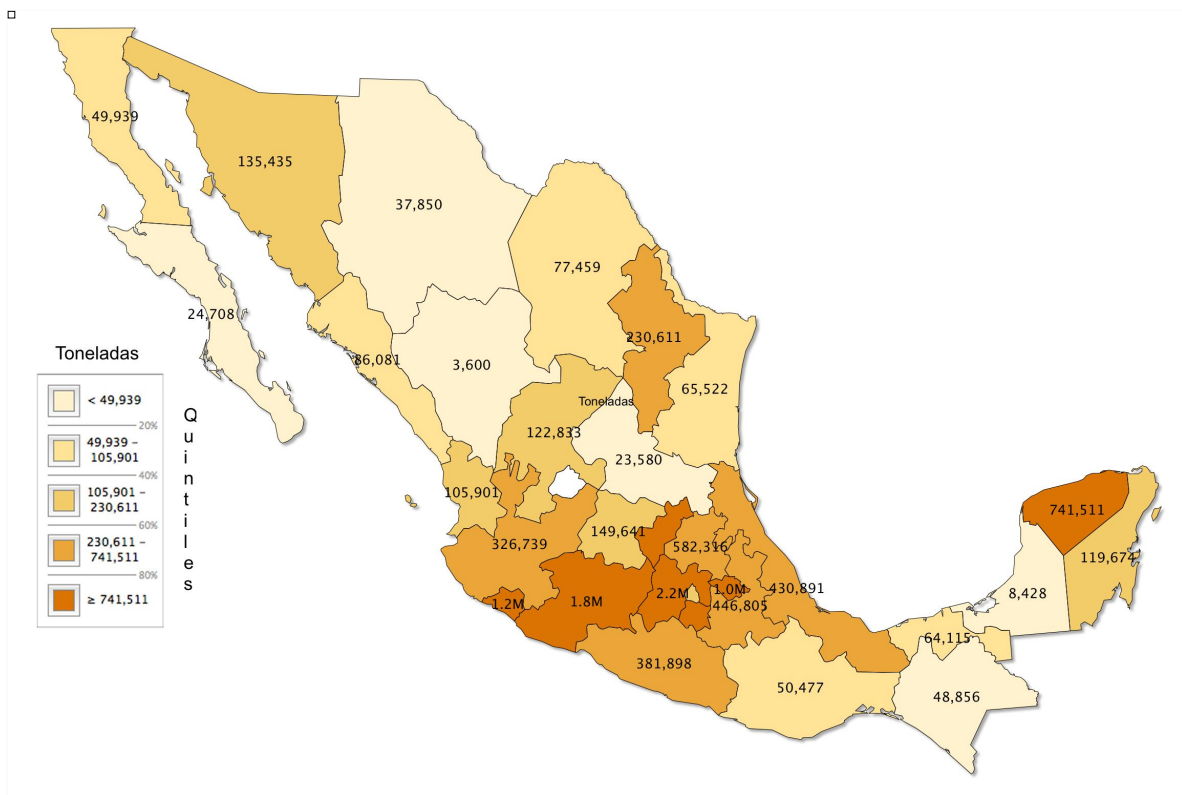 49,939
135,435
37,850
77,459
24,708
230,611
86,081
3,600
65,522
Toneladas
122,833
23,580
105,901
326,739
149,641
582,316
1.2M
1.8M
2.2M
1.0M
446,805
430,891
381,898
50,477
64,115
48,856
8,428
741,511
119,674
Toneladas
< 49,939
20%
49,939 –
105,901
40%
105,901 –
230,611
60%
230,611 –
741,511
80%
≥ 741,511
Q
u
i
n
t
i
l
e
s